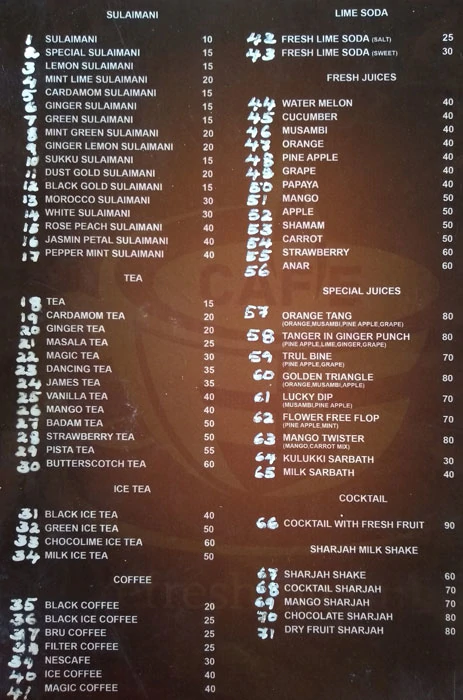 SULAIMANI
1 SULAIMANI 10
2 SPECIAL SULAIMANI 15
3 LEMON SULAIMANI 15
4 MINT LIME SULAIMANI 20
5 CARDAMOM SULAIMANI 15
6 GINGER SULAIMANI 15
7 GREEN SULAIMANI 15
8 MINT GREEN SULAIMANI 20
9 GINGER LEMON SULAIMANI 20
10 SUKKU SULAIMANI 15
11 DUST GOLD SULAIMANI 20
12 BLACK GOLD SULAIMANI 15
13 MOROCCO SULAIMANI 30
14 WHITE SULAIMANI 30
15 ROSE PEACH SULAIMANI 40
16 JASMIN PETAL SULAIMANI 40
17 PEPPER MINT SULAIMANI 40
TEA
18 TEA 15
19 CARDAMOM TEA 20
20 GINGER TEA 20
21 MASALA TEA 25
22 MAGIC TEA 30
23 DANCING TEA 35
24 JAMES TEA 35
25 VANILLA TEA 40
26 MANGO TEA 40
27 BADAM TEA 50
28 STRAWBERRY TEA 50
29 PISTA TEA 55
30 BUTTERSCOTCH TEA 60
ICE TEA
31 BLACK ICE TEA 40
32 GREEN ICE TEA 50
33 CHOCOLIME ICE TEA 60
34 MILK ICE TEA 50
COFFEE
35 BLACK COFFEE 20
36 BLACK ICE COFFEE 25
37 BRU COFFEE 25
38 FILTER COFFEE 25
39 NESCAFE 30
40 ICE COFFEE 40
41 MAGIC COFFEE 40
LIME SODA
42 FRESH LIME SODA (SALT) 25
43 FRESH LIME SODA (SWEET) 30
FRESH JUICES
44 WATER MELON 40
45 CUCUMBER 40
46 MUSAMBI 40
47 ORANGE 40
48 PINE APPLE 40
49 GRAPE 40
50 PAPAYA 40
51 MANGO 50
52 APPLE 50
53 SHAMAM 50
54 CARROT 50
55 STRAWBERRY 60
56 ANAR 60
SPECIAL JUICES
57 ORANGE TANG 80
(ORANGE,MUSAMBI,PINE APPLE,GRAPE)
58 TANGER IN GINGER PUNCH 80
(PINE APPLE,LIME,GINGER,GRAPE)
59 TRUL BINE 70
(PINE APPLE,GRAPE)
60 GOLDEN TRIANGLE 80
(ORANGE,MUSAMBI,APPLE)
61 LUCKY DIP 70
(MUSAMBI,PINE APPLE)
62 FLOWER FREE FLOP 70
(PINE APPLE,MINT)
63 MANGO TWISTER 80
(MANGO,CARROT MIX)
64 KULUKKI SARBATH 30
65 MILK SARBATH 40
COCKTAIL
66 COCKTAIL WITH FRESH FRUIT 90
SHARJAH MILK SHAKE
67 SHARJAH SHAKE 60
68 COCKTAIL SHARJAH 70
69 MANGO SHARJAH 70
70 CHOCOLATE SHARJAH 80
71 DRY FRUIT SHARJAH 80